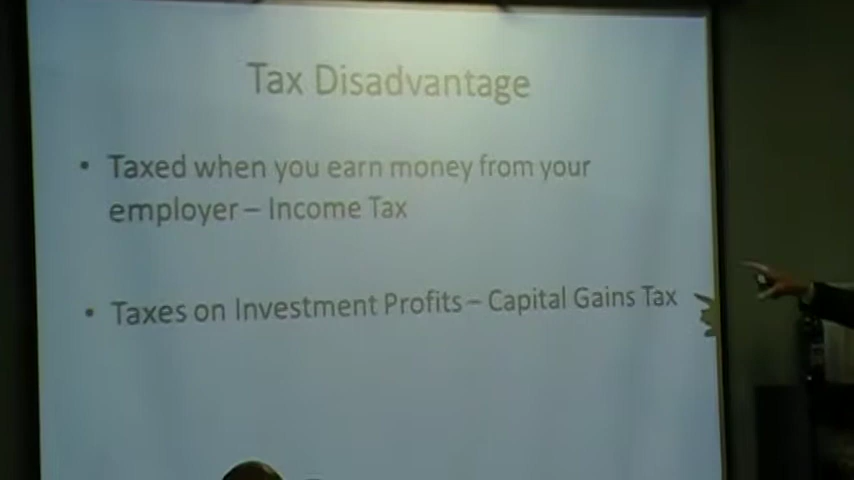 Tax Disadvantage
• Taxed when you earn money from your
employer – Income Tax
• Taxes on Investment Profits – Capital Gains Tax